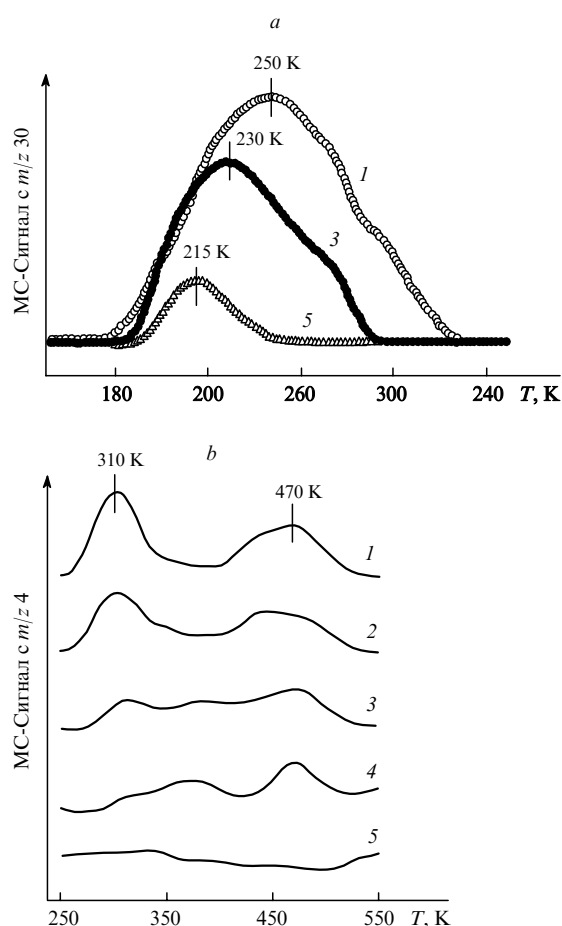 a
250 K
230 K
1
215 K
3
5
МС-Сигнал с m/z 30
180 200 260 300 240 T, K
b
310 K
470 K
1
2
3
4
5
МС-Сигнал с m/z 4
250 350 450 550 T, K